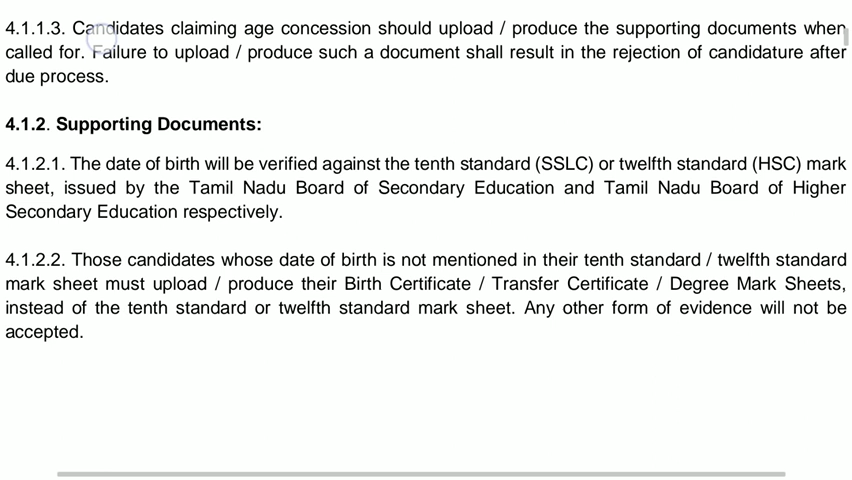 4.1.1.3. Candidates claiming age concession should upload / produce the supporting documents when
called for. Failure to upload / produce such a document shall result in the rejection of candidature after
due process.
4.1.2. Supporting Documents:
4.1.2.1. The date of birth will be verified against the tenth standard (SSLC) or twelfth standard (HSC) mark
sheet, issued by the Tamil Nadu Board of Secondary Education and Tamil Nadu Board of Higher
Secondary Education respectively.
4.1.2.2. Those candidates whose date of birth is not mentioned in their tenth standard / twelfth standard
mark sheet must upload / produce their Birth Certificate / Transfer Certificate / Degree Mark Sheets,
instead of the tenth standard or twelfth standard mark sheet. Any other form of evidence will not be
accepted.